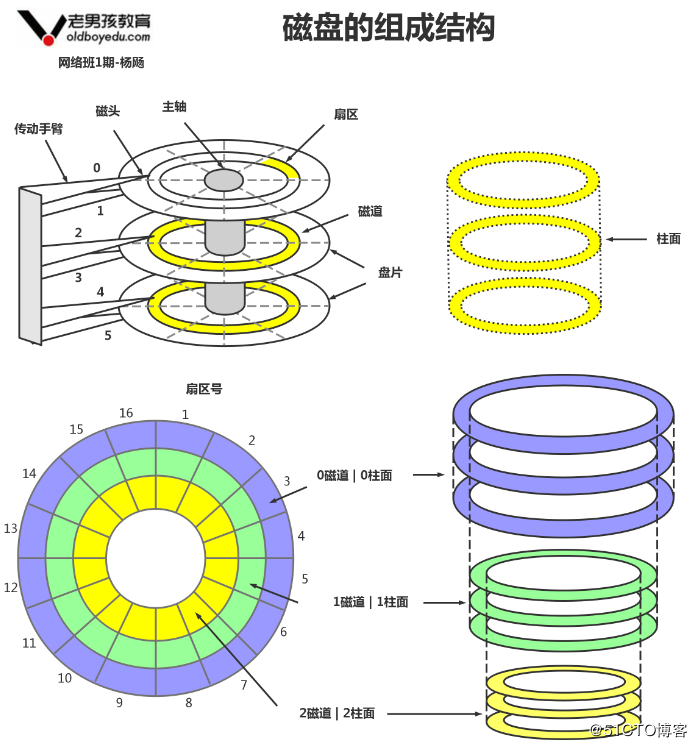 老男孩教育
oldboyedu.com
网络班1期-杨飏
磁盘的组成结构
磁头
主轴
扇区
传动手臂
0
1
2
3
4
5
磁道
盘片
柱面
扇区号
1
2
3
4
5
6
7
8
9
10
11
12
13
14
15
16
0磁道 | 0柱面
1磁道 | 1柱面
2磁道 | 2柱面
@51CTO博客